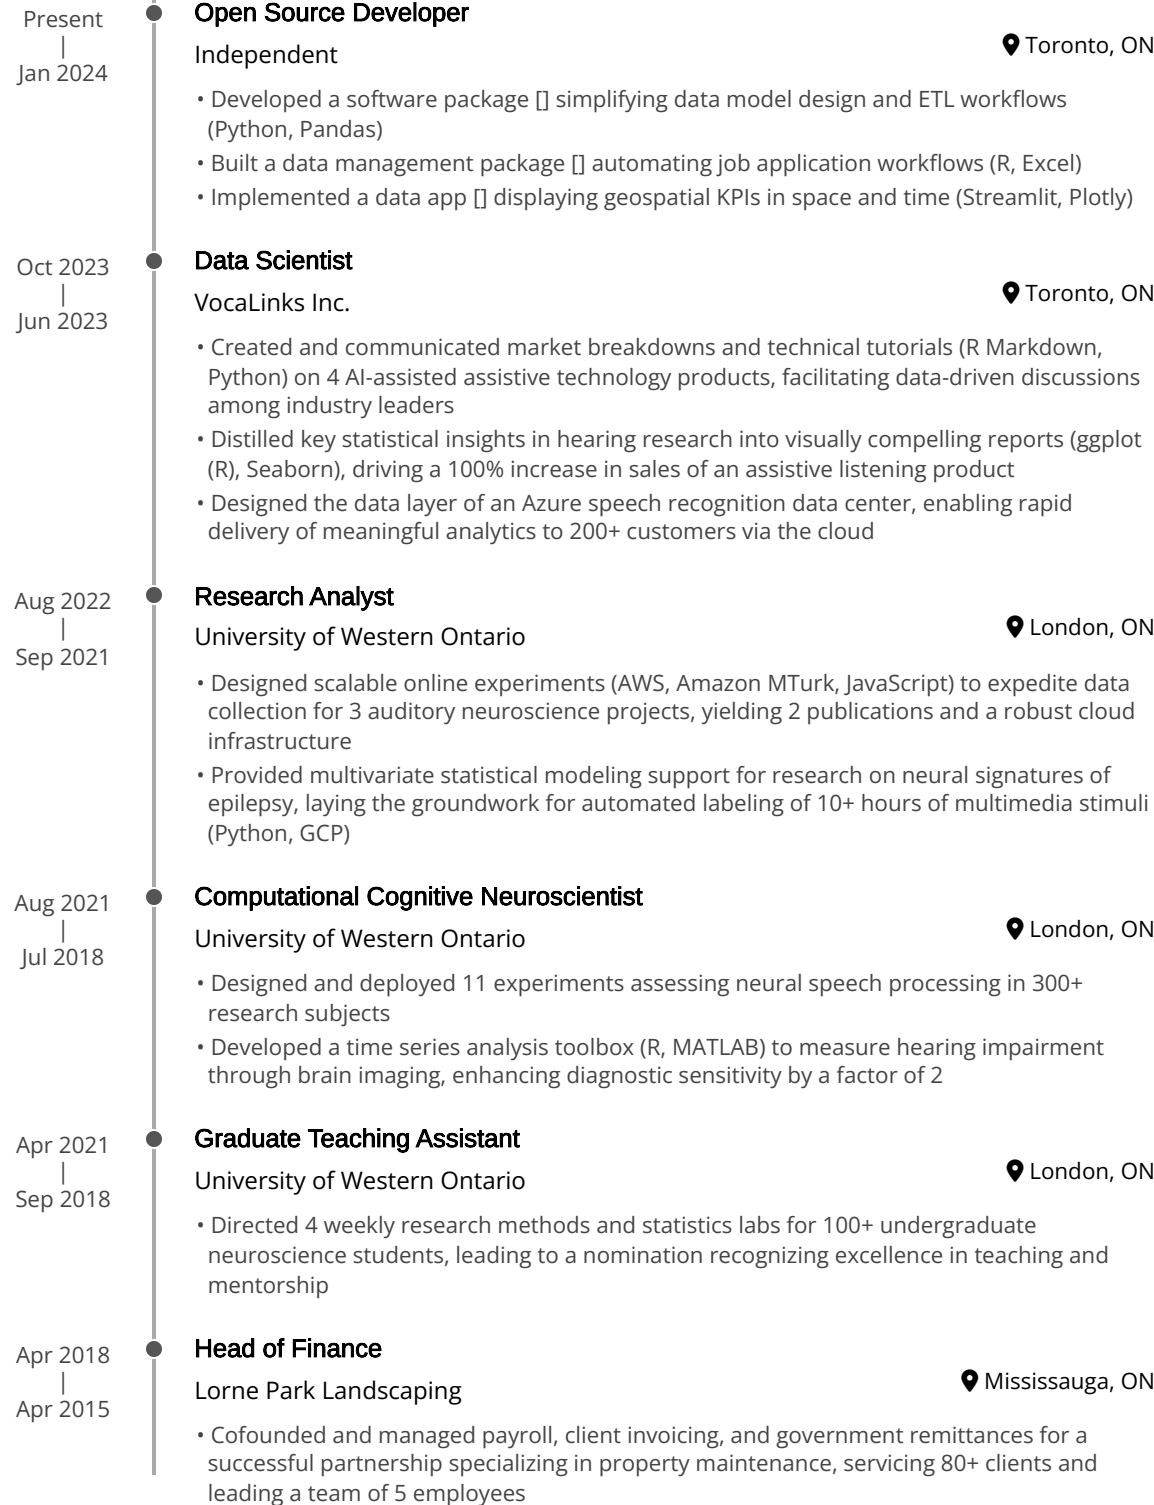 Present
|
Jan 2024
Open Source Developer
Independent
Toronto, ON
• Developed a software package [] simplifying data model design and ETL workflows
(Python, Pandas)
• Built a data management package [] automating job application workflows (R, Excel)
• Implemented a data app [] displaying geospatial KPIs in space and time (Streamlit, Plotly)
Oct 2023
|
Jun 2023
Data Scientist
VocaLinks Inc.
Toronto, ON
• Created and communicated market breakdowns and technical tutorials (R Markdown,
Python) on 4 AI-assisted assistive technology products, facilitating data-driven discussions
among industry leaders
• Distilled key statistical insights in hearing research into visually compelling reports (ggplot
(R), Seaborn), driving a 100% increase in sales of an assistive listening product
• Designed the data layer of an Azure speech recognition data center, enabling rapid
delivery of meaningful analytics to 200+ customers via the cloud
Aug 2022
|
Sep 2021
Research Analyst
University of Western Ontario
London, ON
• Designed scalable online experiments (AWS, Amazon MTurk, JavaScript) to expedite data
collection for 3 auditory neuroscience projects, yielding 2 publications and a robust cloud
infrastructure
• Provided multivariate statistical modeling support for research on neural signatures of
epilepsy, laying the groundwork for automated labeling of 10+ hours of multimedia stimuli
(Python, GCP)
Aug 2021
|
Jul 2018
Computational Cognitive Neuroscientist
University of Western Ontario
London, ON
• Designed and deployed 11 experiments assessing neural speech processing in 300+
research subjects
• Developed a time series analysis toolbox (R, MATLAB) to measure hearing impairment
through brain imaging, enhancing diagnostic sensitivity by a factor of 2
Apr 2021
|
Sep 2018
Graduate Teaching Assistant
University of Western Ontario
London, ON
• Directed 4 weekly research methods and statistics labs for 100+ undergraduate
neuroscience students, leading to a nomination recognizing excellence in teaching and
mentorship
Apr 2018
|
Apr 2015
Head of Finance
Lorne Park Landscaping
Mississauga, ON
• Cofounded and managed payroll, client invoicing, and government remittances for a
successful partnership specializing in property maintenance, servicing 80+ clients and
leading a team of 5 employees